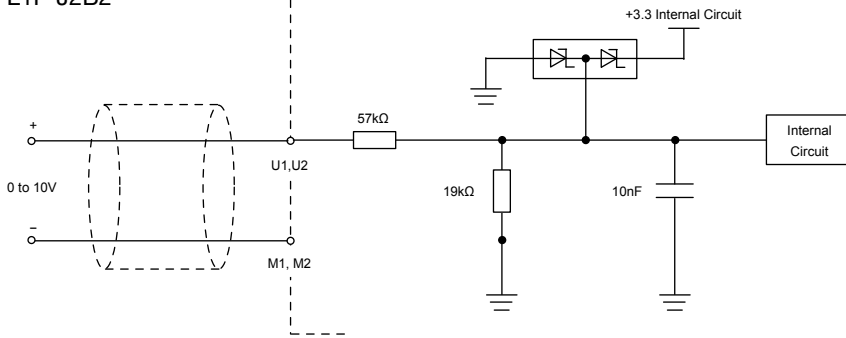 +3.3 Internal Circuit
+
0 to 10V
−
U1,U2
M1, M2
57kΩ
19kΩ
10nF
Internal
Circuit